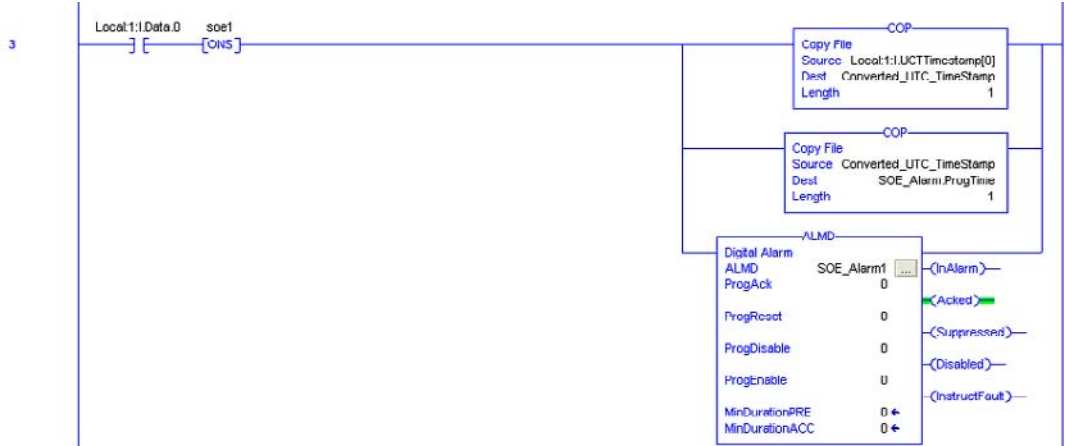 Local:1:I.Data.0 soe1
3
ONS
COP
Copy File
Source Local:1:I.UCTTimestamp[0]
Dest Converted_UTC_TimeStamp
Length 1
COP
Copy File
Source Converted_UTC_TimeStamp
Dest SOE_Alarm.ProgTime
Length 1
ALMD
Digital Alarm
ALMD SOE_Alarm1 ... (InAlarm)
ProgAck 0
(Acked)
ProgReset 0
(Suppressed)
ProgDisable 0
(Disabled)
ProgEnable 0
(InstructFault)
MinDurationPRE 0
MinDurationACC 0